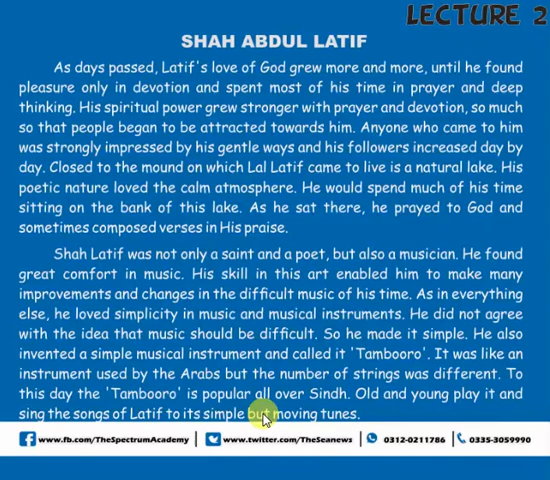 LECTURE 2
SHAH ABDUL LATIF
As days passed, Latif's love of God grew more and more, until he found
pleasure only in devotion and spent most of his time in prayer and deep
thinking. His spiritual power grew stronger with prayer and devotion, so much
so that people began to be attracted towards him. Anyone who came to him
was strongly impressed by his gentle ways and his followers increased day by
day. Closed to the mound on which Lal Latif came to live is a natural lake. His
poetic nature loved the calm atmosphere. He would spend much of his time
sitting on the bank of this lake. As he sat there, he prayed to God and
sometimes composed verses in His praise.
Shah Latif was not only a saint and a poet, but also a musician. He found
great comfort in music. His skill in this art enabled him to make many
improvements and changes in the difficult music of his time. As in everything
else, he loved simplicity in music and musical instruments. He did not agree
with the idea that music should be difficult. So he made it simple. He also
invented a simple musical instrument and called it 'Tambooro'. It was like an
instrument used by the Arabs but the number of strings was different. To
this day the 'Tambooro' is popular all over Sindh. Old and young play it and
sing the songs of Latif to its simple but moving tunes.
www.fb.com/TheSpectrumAcademy | www.twitter.com/TheSeanews | 0312-0211786 | 0335-3059990